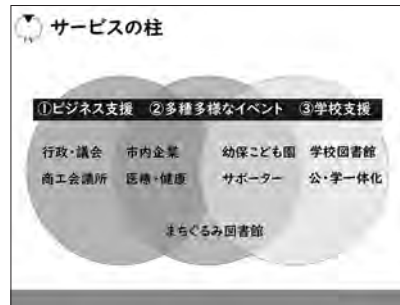 サービスの柱
①ビジネス支援 ②多種多様なイベント ③学校支援
行政・議会 市内企業 幼保こども園 学校図書館
商工会議所 医療・健康 サポーター 公・学一体化
まちぐるみ図書館